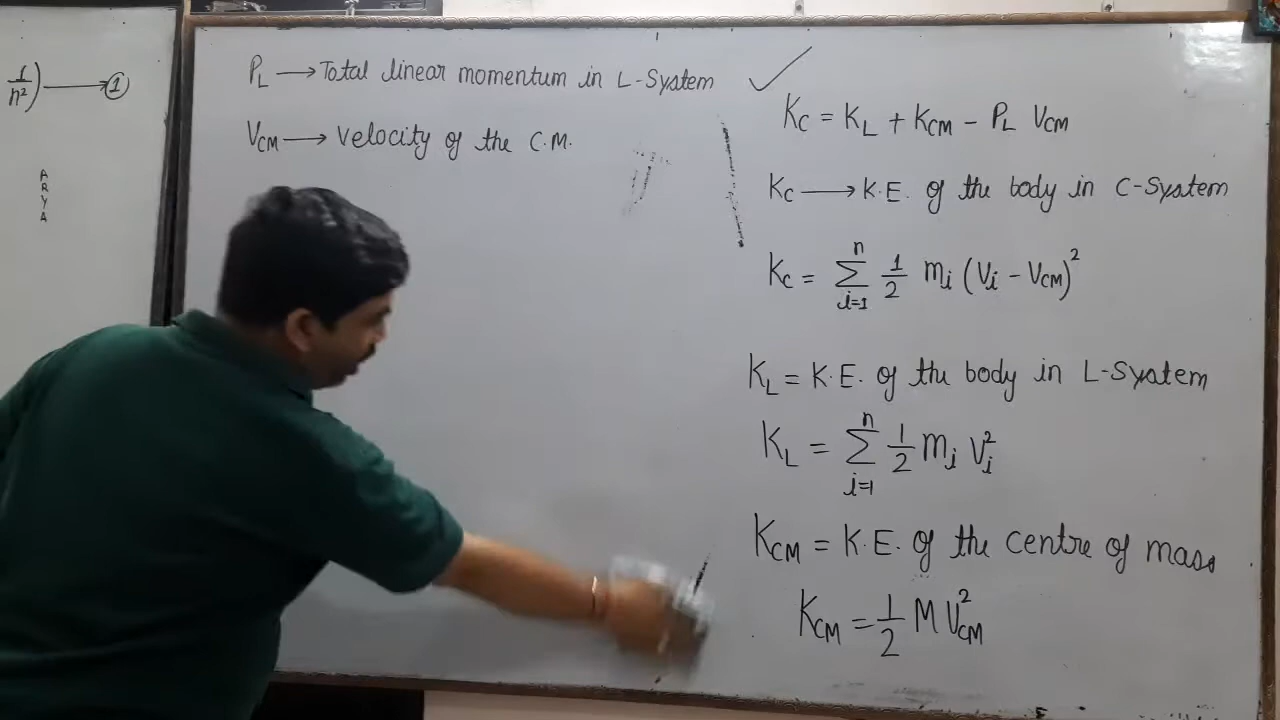 1/n²) ⟶ ①
A
R
Y
A
P_L ⟶ Total linear momentum in L-System ✓
V_CM ⟶ velocity of the C.M.
K_C = K_L + K_CM − P_L V_CM
K_C ⟶ K.E. of the body in C-System
K_C = ∑_{i=1}^{n} 1/2 m_i (V_i − V_CM)²
K_L = K.E. of the body in L-System
K_L = ∑_{i=1}^{n} 1/2 m_i V_i²
K_CM = K.E. of the centre of mass
K_CM = 1/2 M V_CM²